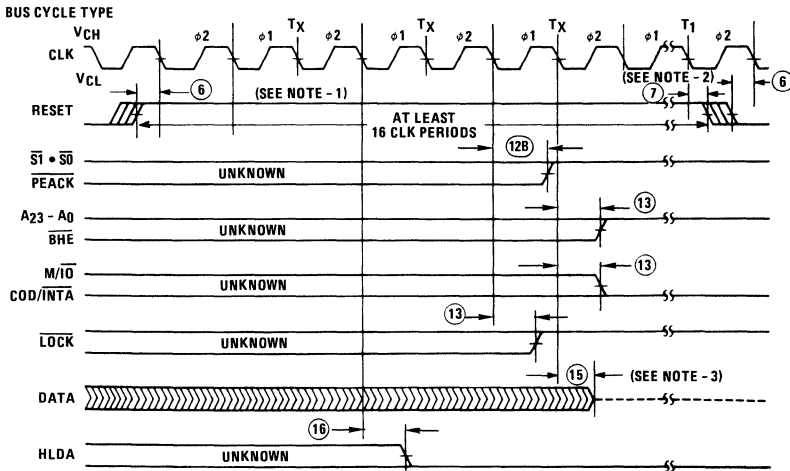 BUS CYCLE TYPE
VCH φ2 φ1 TX φ2 φ1 TX φ2 φ1 TX φ2 φ1 T1 φ2
CLK
VCL
6 (SEE NOTE - 1) (SEE NOTE - 2) 7 6
RESET
AT LEAST
16 CLK PERIODS
12B
S1 • S0
UNKNOWN
PEACK
A23 - A0 13
UNKNOWN
BHE
M/IO 13
UNKNOWN
COD/INTA
13
LOCK
UNKNOWN
15 (SEE NOTE - 3)
DATA
16
HLDA UNKNOWN